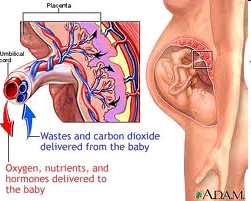 Placenta
Umbilical
cord
Wastes and carbon dioxide
delivered from the baby
Oxygen, nutrients, and
hormones delivered to
the baby
A.D.A.M.